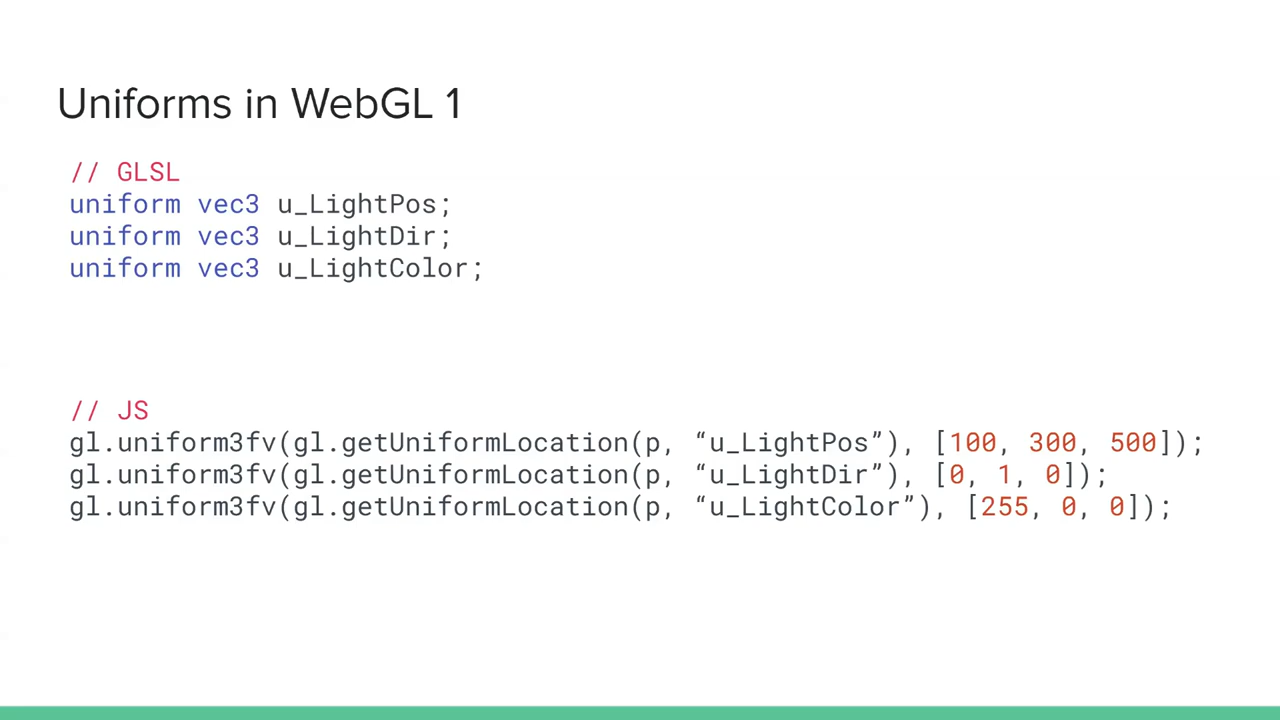 Uniforms in WebGL 1
// GLSL
uniform vec3 u_LightPos;
uniform vec3 u_LightDir;
uniform vec3 u_LightColor;
// JS
gl.uniform3fv(gl.getUniformLocation(p, “u_LightPos”), [100, 300, 500]);
gl.uniform3fv(gl.getUniformLocation(p, “u_LightDir”), [0, 1, 0]);
gl.uniform3fv(gl.getUniformLocation(p, “u_LightColor”), [255, 0, 0]);